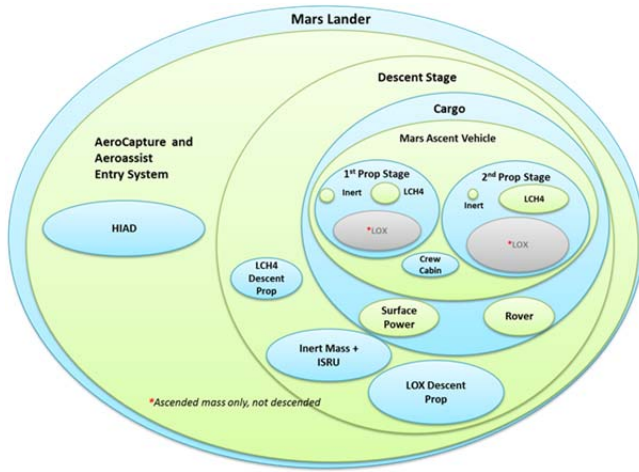 Mars Lander
Descent Stage
Cargo
Mars Ascent Vehicle
AeroCapture and
Aeroassist
Entry System
HIAD
1st Prop Stage
Inert
LCH4
*LOX
2nd Prop Stage
Inert
LCH4
*LOX
Crew
Cabin
LCH4
Descent
Prop
Surface
Power
Rover
Inert Mass +
ISRU
LOX Descent
Prop
*Ascended mass only, not descended